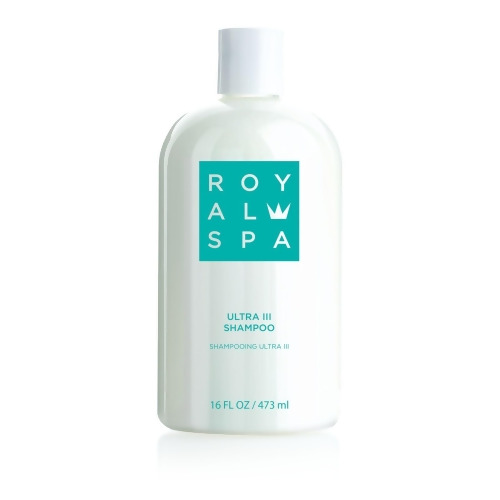 ROY
AL
SPA
ULTRA III
SHAMPOO
SHAMPOOING ULTRA III
16 FL OZ / 473 ml